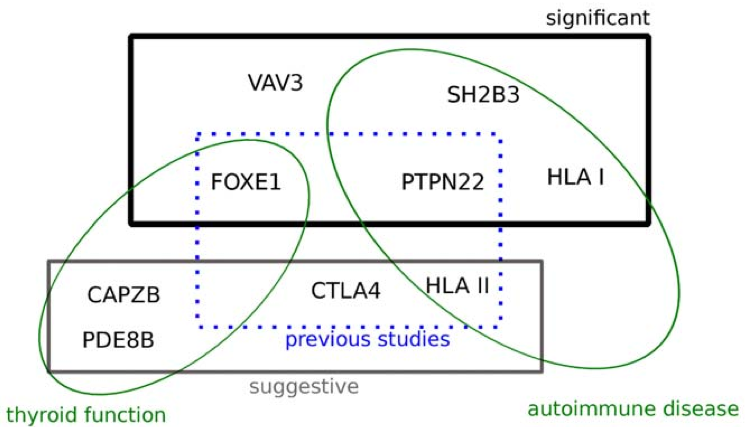 significant
VAV3
SH2B3
FOXE1
PTPN22
HLA I
CAPZB
CTLA4
HLA II
PDE8B
previous studies
suggestive
thyroid function
autoimmune disease